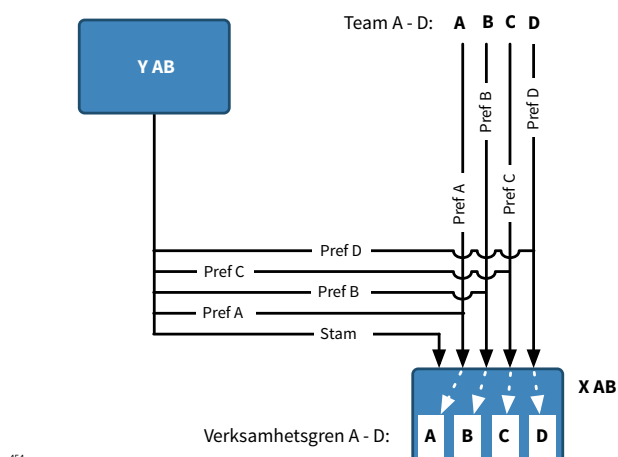 Team A - D: A B C D
Y AB
Pref B
Pref D
Pref A
Pref C
Pref D
Pref C
Pref B
Pref A
Stam
X AB
Verksamhetsgren A - D: A B C D